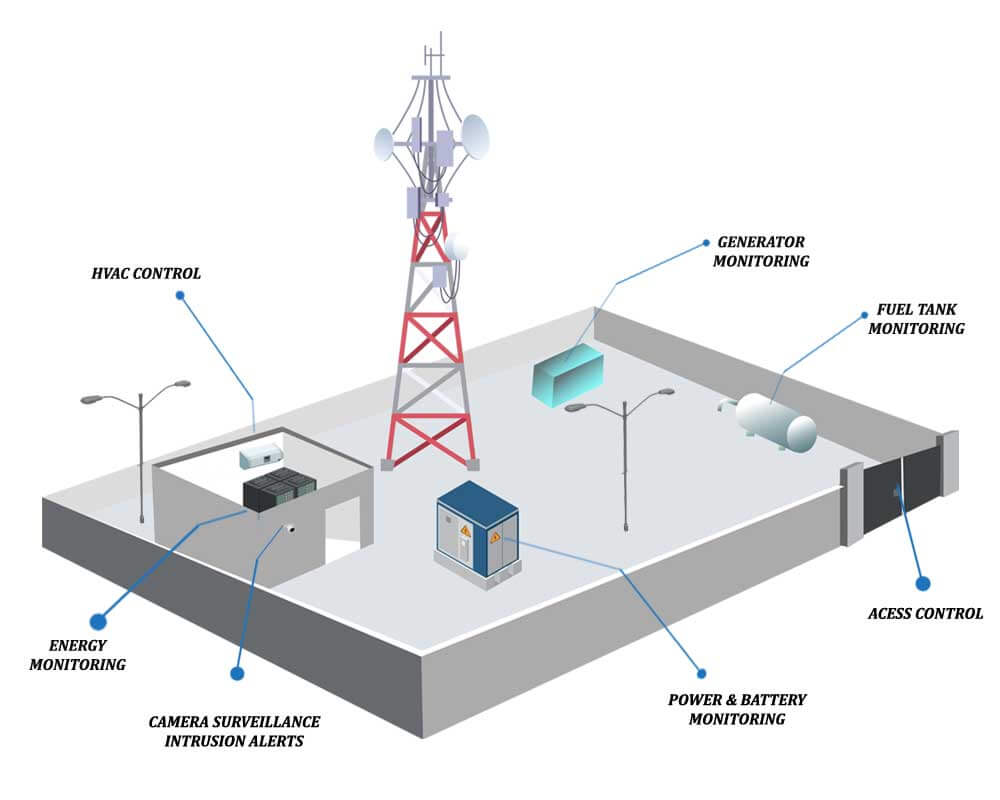 GENERATOR
MONITORING
HVAC CONTROL
FUEL TANK
MONITORING
ACESS CONTROL
ENERGY
MONITORING
POWER & BATTERY
MONITORING
CAMERA SURVEILLANCE
INTRUSION ALERTS